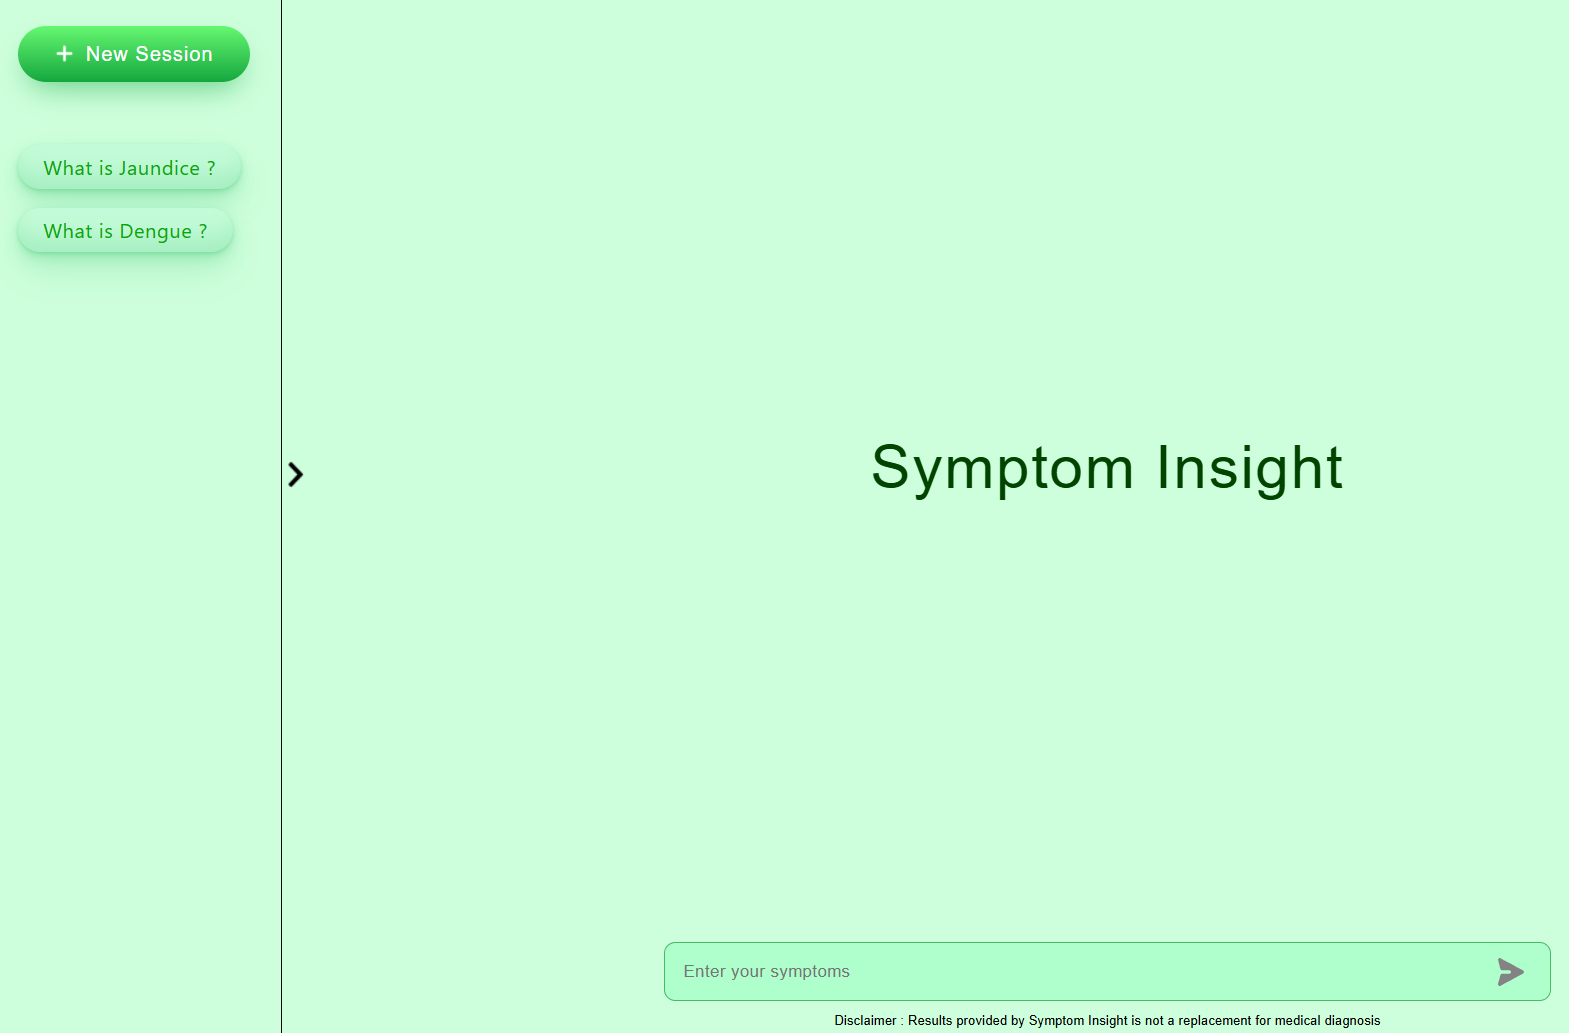 New Session
What is Jaundice ?
What is Dengue ?
Symptom Insight
Enter your symptoms
Disclaimer : Results provided by Symptom Insight is not a replacement for medical diagnosis